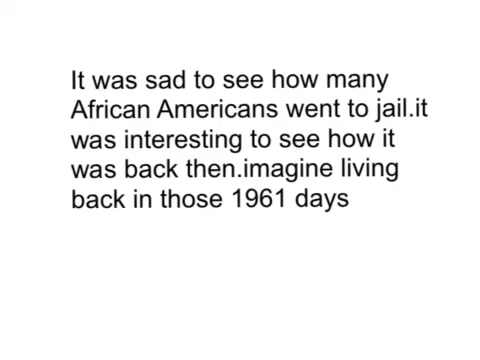 It was sad to see how many
African Americans went to jail.it
was interesting to see how it
was back then.imagine living
back in those 1961 days